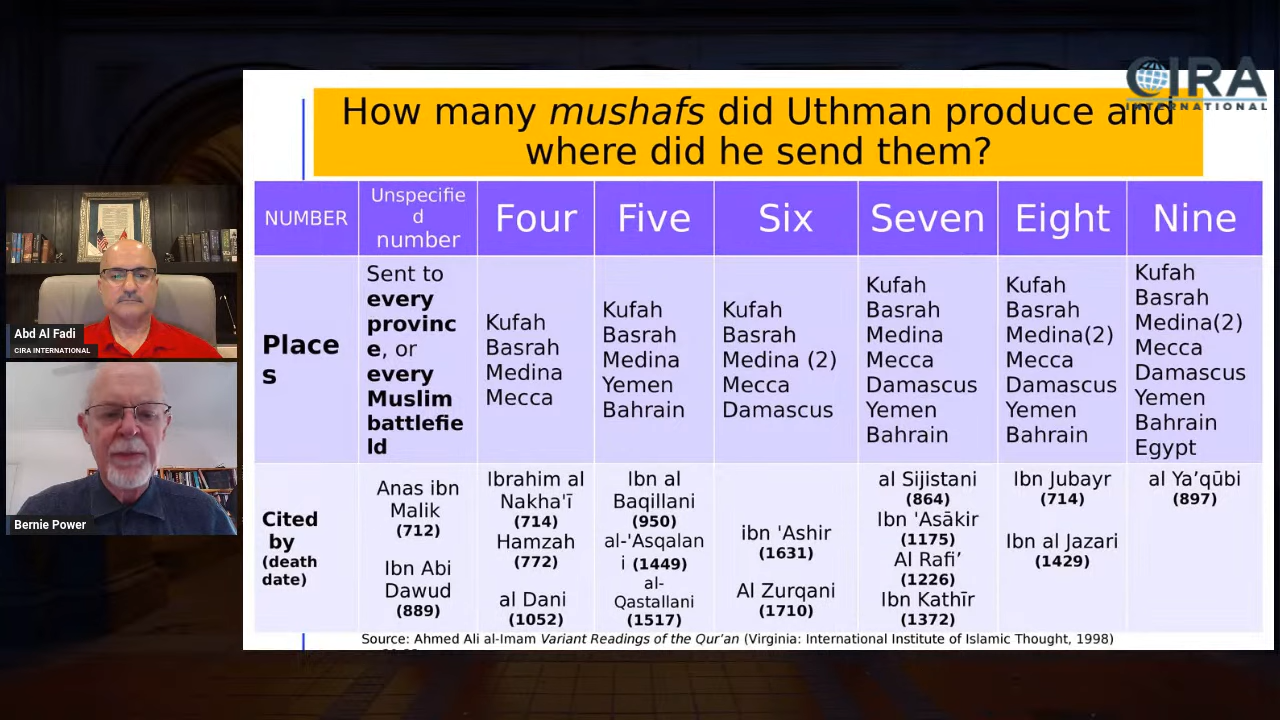 CIRA
INTERNATIONAL
How many mushafs did Uthman produce and
where did he send them?
NUMBER
Unspecifie
d
number
Four
Five
Six
Seven
Eight
Nine
Place
s
Sent to
every
provinc
e, or
every
Muslim
battlefie
ld
Kufah
Basrah
Medina
Mecca
Kufah
Basrah
Medina
Yemen
Bahrain
Kufah
Basrah
Medina (2)
Mecca
Damascus
Kufah
Basrah
Medina
Mecca
Damascus
Yemen
Bahrain
Kufah
Basrah
Medina(2)
Mecca
Damascus
Yemen
Bahrain
Kufah
Basrah
Medina(2)
Mecca
Damascus
Yemen
Bahrain
Egypt
Cited
by
(death
date)
Anas ibn
Malik
(712)
Ibn Abi
Dawud
(889)
Ibrahim al
Nakha'ī
(714)
Hamzah
(772)
al Dani
(1052)
Ibn al
Baqillani
(950)
al-'Asqalan
i (1449)
al-
Qastallani
(1517)
ibn 'Ashir
(1631)
Al Zurqani
(1710)
al Sijistani
(864)
Ibn 'Asākir
(1175)
Al Rafi’
(1226)
Ibn Kathīr
(1372)
Ibn Jubayr
(714)
Ibn al Jazari
(1429)
al Ya’qūbi
(897)
Source: Ahmed Ali al-Imam Variant Readings of the Qur’an (Virginia: International Institute of Islamic Thought, 1998)
Abd Al Fadi
CIRA INTERNATIONAL
Bernie Power